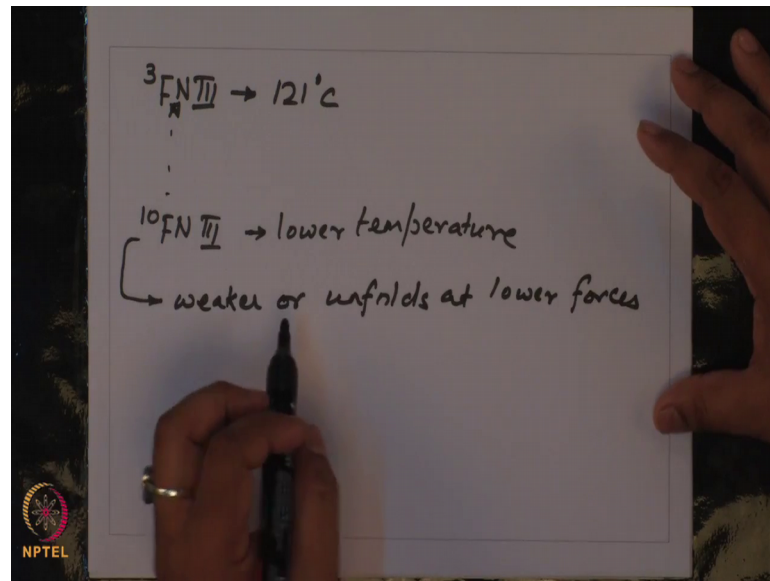 ³FN III → 121°C
¹⁰FN III → lower temperature
→ weaker or unfolds at lower forces
NPTEL